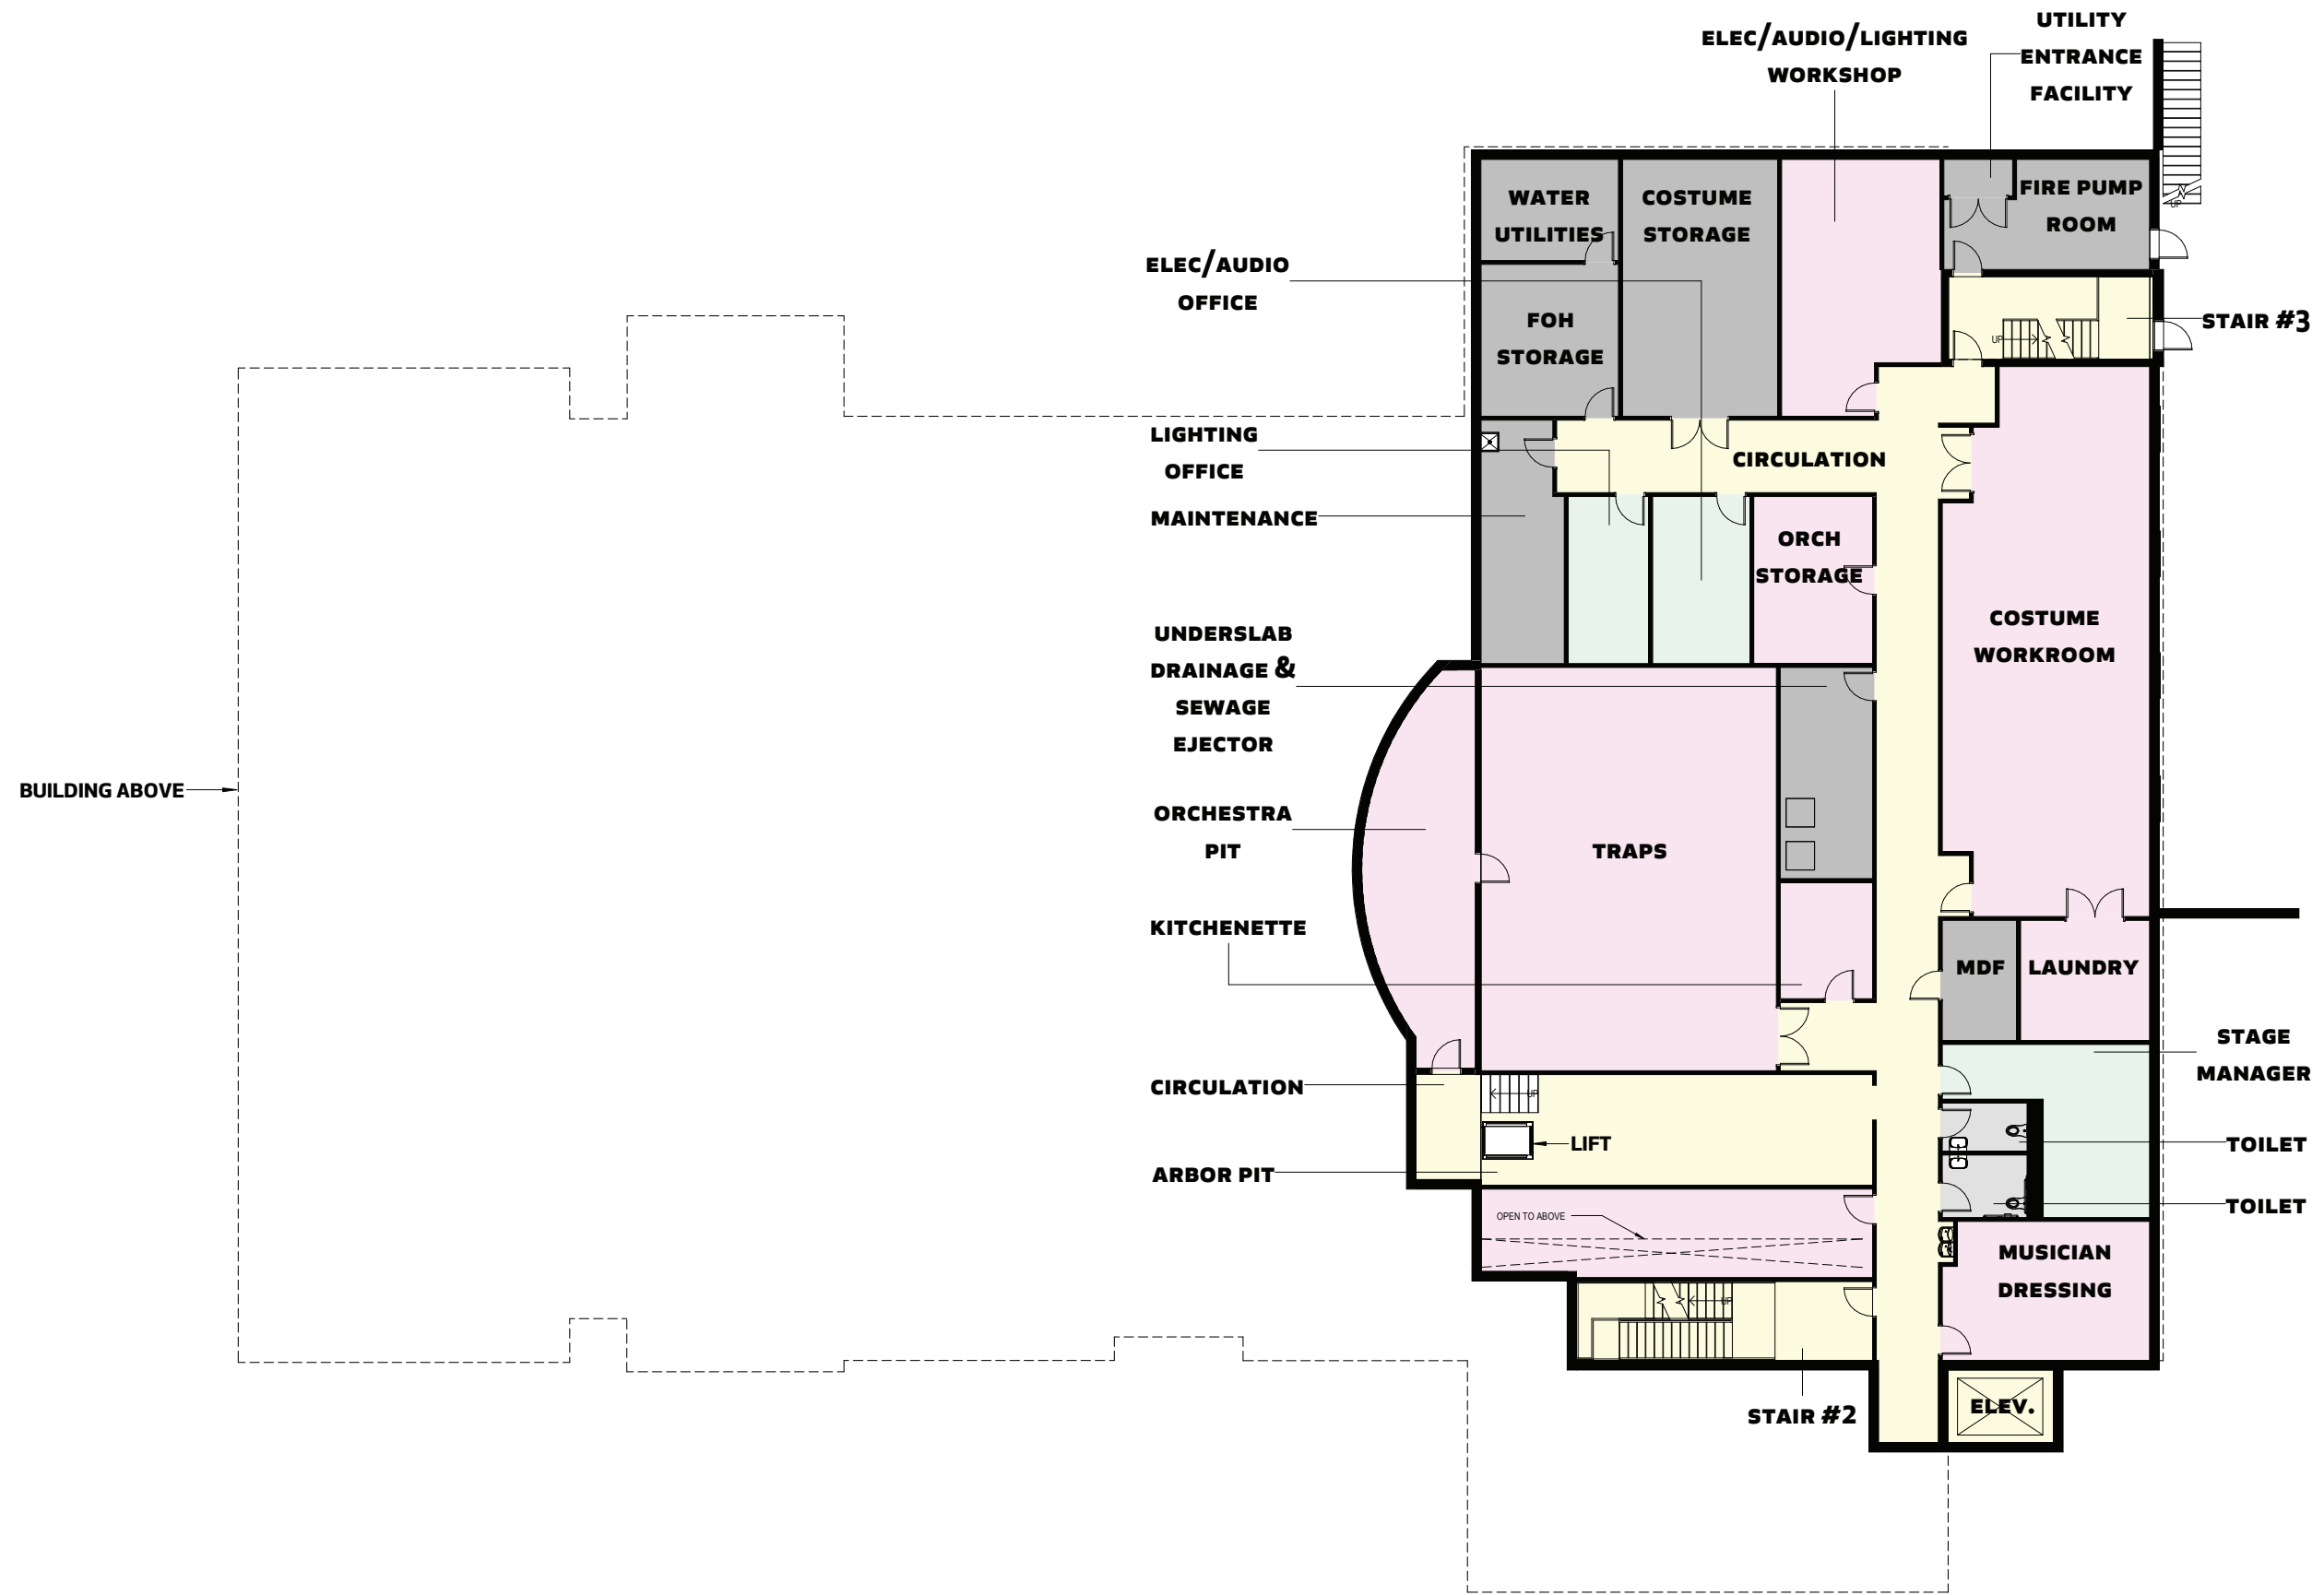 UTILITY
ENTRANCE
FACILITY
ELEC/AUDIO/LIGHTING
WORKSHOP
UP
WATER
UTILITIES
COSTUME
STORAGE
FIRE PUMP
ROOM
ELEC/AUDIO
OFFICE
FOH
STORAGE
STAIR #3
UP
LIGHTING
OFFICE
CIRCULATION
MAINTENANCE
ORCH
STORAGE
COSTUME
WORKROOM
UNDERSLAB
DRAINAGE &
SEWAGE
EJECTOR
BUILDING ABOVE
ORCHESTRA
PIT
TRAPS
KITCHENETTE
MDF
LAUNDRY
STAGE
MANAGER
CIRCULATION
UP
LIFT
TOILET
ARBOR PIT
TOILET
OPEN TO ABOVE
MUSICIAN
DRESSING
UP
STAIR #2
ELEV.